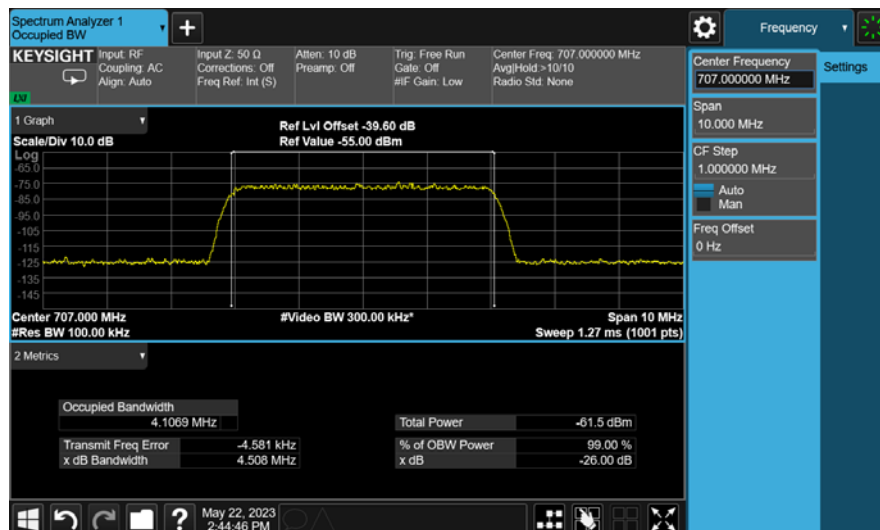 Spectrum Analyzer 1
Occupied BW
Frequency
KEYSIGHT
Input: RF
Coupling: AC
Align: Auto
Input Z: 50 Ω
Corrections: Off
Freq Ref: Int (S)
Atten: 10 dB
Preamp: Off
Trig: Free Run
Gate: Off
#IF Gain: Low
Center Freq: 707.000000 MHz
Avg|Hold:>10/10
Radio Std: None
LXI
Center Frequency
707.000000 MHz
Settings
Span
10.000 MHz
CF Step
1.000000 MHz
Auto
Man
Freq Offset
0 Hz
1 Graph
Scale/Div 10.0 dB
Ref Lvl Offset -39.60 dB
Ref Value -55.00 dBm
Log
-65.0
-75.0
-85.0
-95.0
-105
-115
-125
-135
-145
Center 707.000 MHz
#Res BW 100.00 kHz
#Video BW 300.00 kHz*
Span 10 MHz
Sweep 1.27 ms (1001 pts)
2 Metrics
Occupied Bandwidth
4.1069 MHz
Total Power -61.5 dBm
Transmit Freq Error -4.581 kHz
% of OBW Power 99.00 %
x dB Bandwidth 4.508 MHz
x dB -26.00 dB
?
May 22, 2023
2:44:46 PM